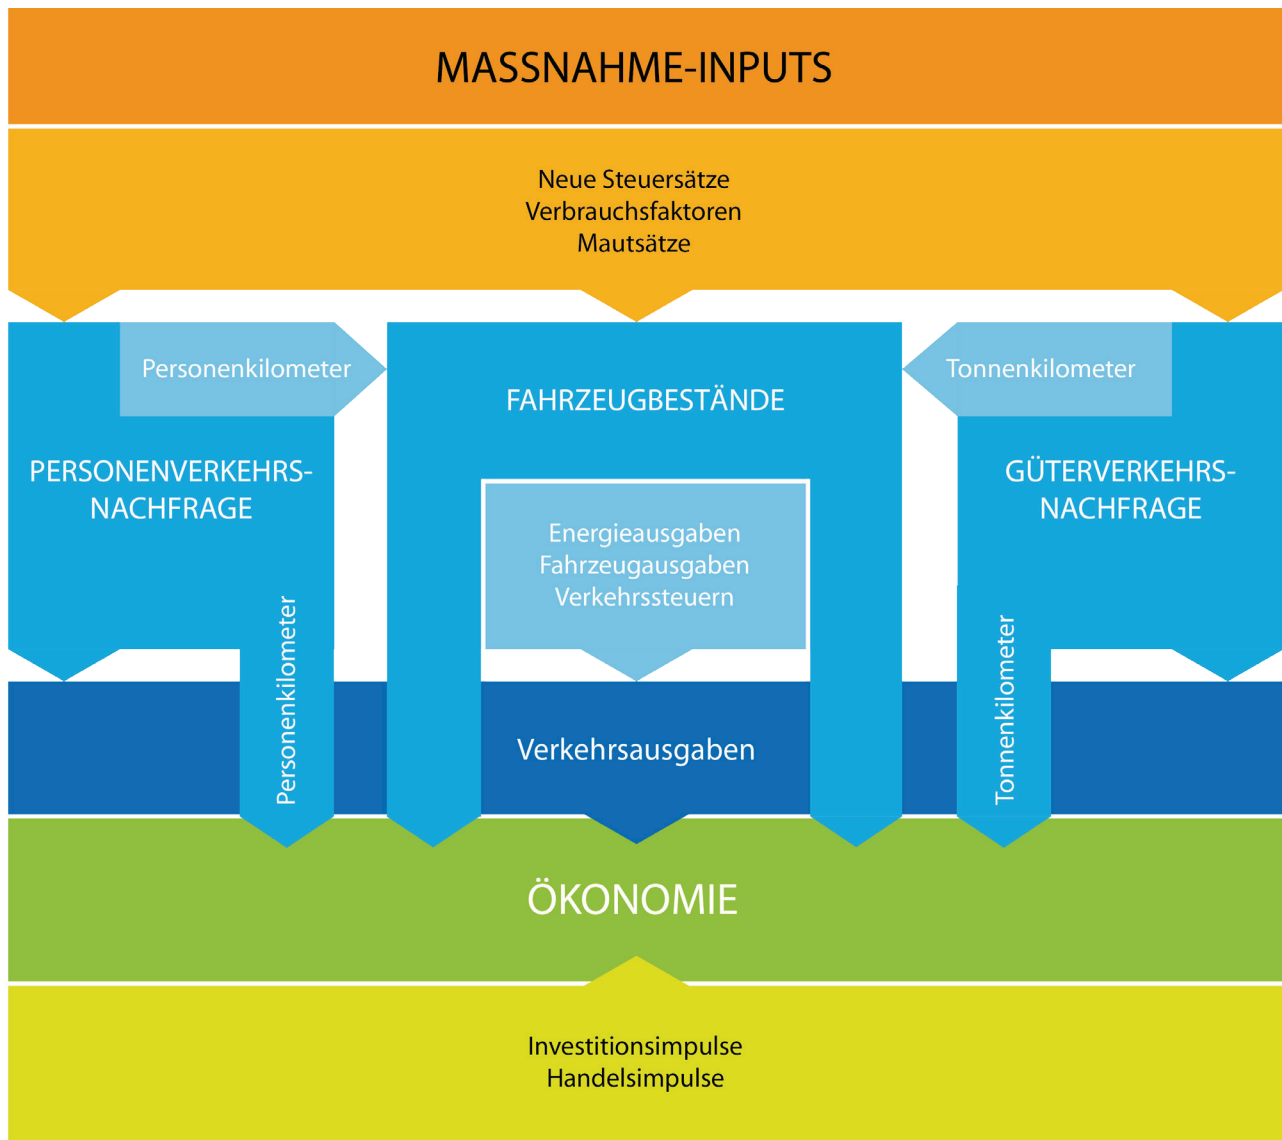 MASSNAHME-INPUTS
Neue Steuersätze
Verbrauchsfaktoren
Mautsätze
Personenkilometer
FAHRZEUGBESTÄNDE
Tonnenkilometer
PERSONENVERKEHRS-
NACHFRAGE
GÜTERVERKEHRS-
NACHFRAGE
Energieausgaben
Fahrzeugausgaben
Verkehrssteuern
Personenkilometer
Tonnenkilometer
Verkehrsausgaben
ÖKONOMIE
Investitionsimpulse
Handelsimpulse